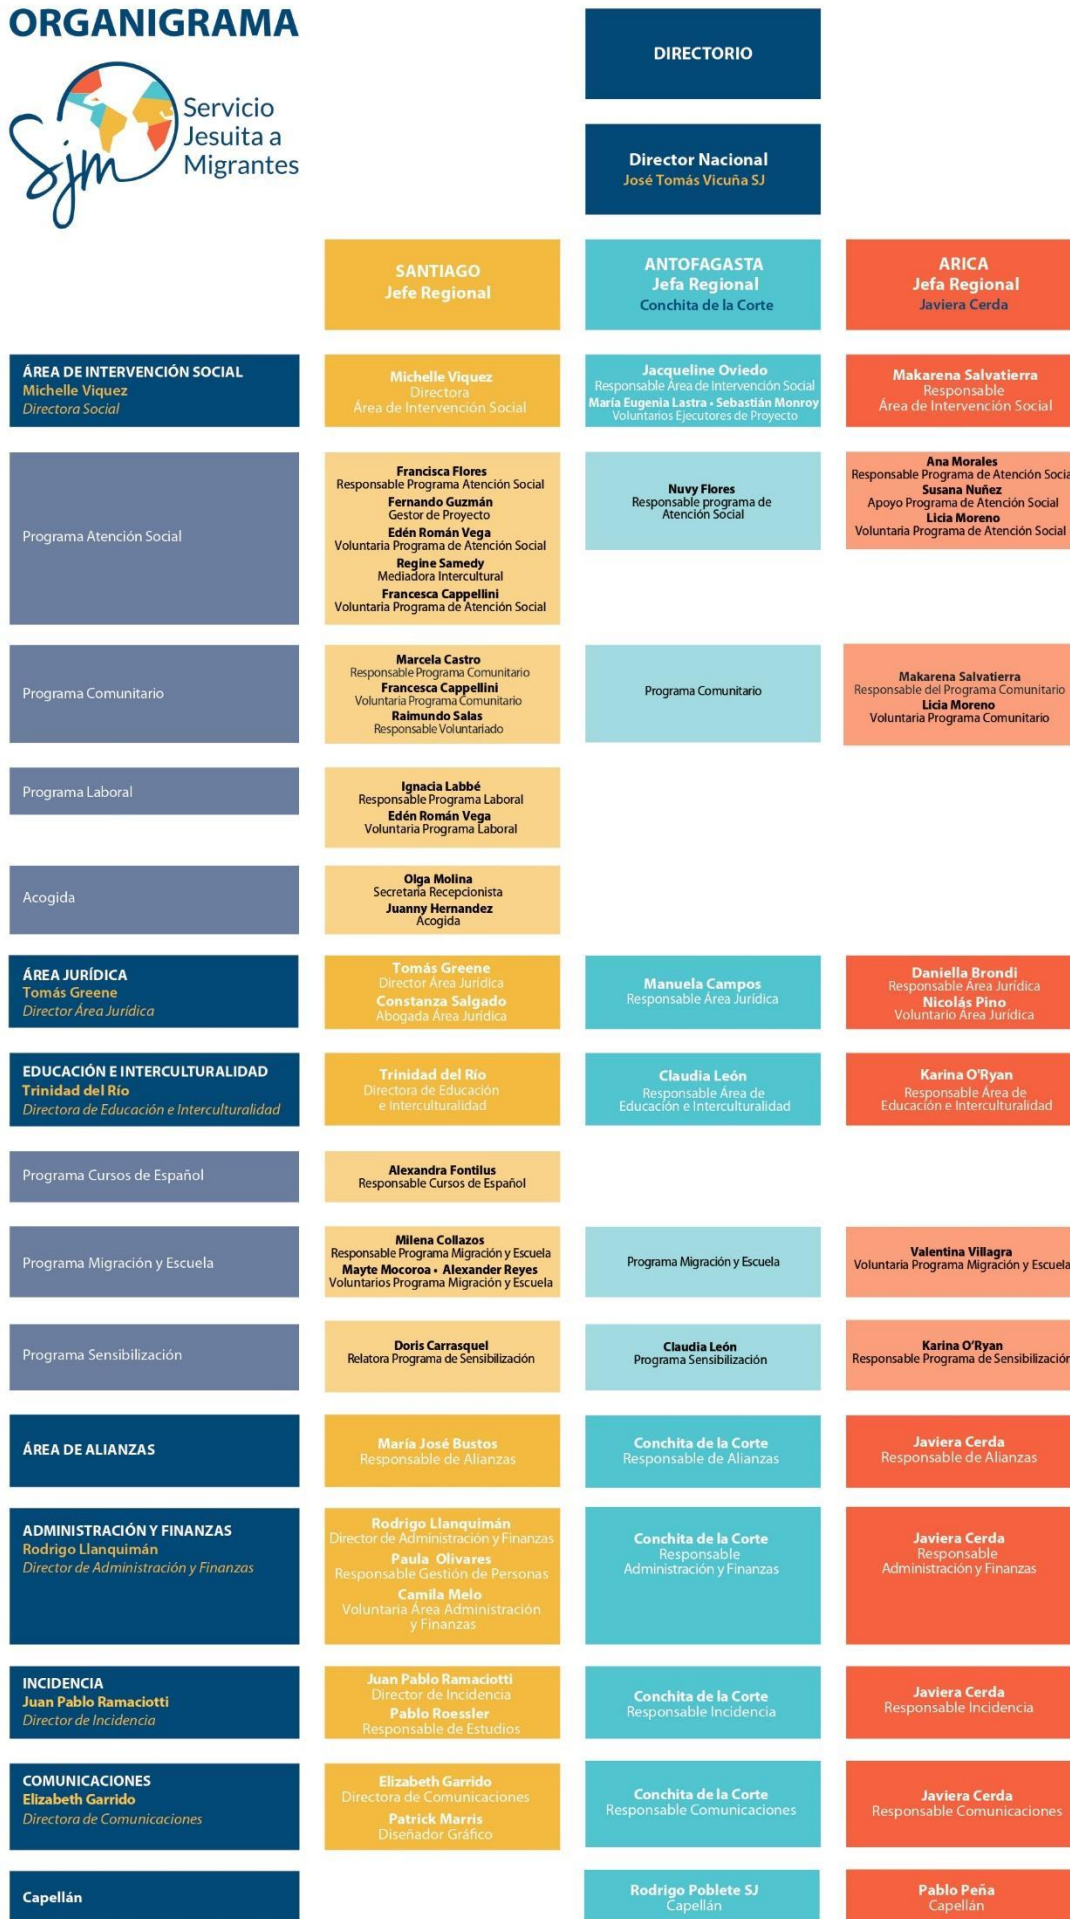 ORGANIGRAMA
Sjm
Servicio
Jesuita a
Migrantes
DIRECTORIO
Director Nacional
José Tomás Vicuña SJ
SANTIAGO
Jefe Regional
ANTOFAGASTA
Jefa Regional
Conchita de la Corte
ARICA
Jefa Regional
Javiera Cerda
ÁREA DE INTERVENCIÓN SOCIAL
Michelle Viquez
Directora Social
Michelle Viquez
Directora
Área de Intervención Social
Jacqueline Oviedo
Responsable Área de Intervención Social
María Eugenia Lastra • Sebastián Monroy
Voluntarios Ejecutores de Proyecto
Makarena Salvatierra
Responsable
Área de Intervención Social
Programa Atención Social
Francisca Flores
Responsable Programa Atención Social
Fernando Guzmán
Gestor de Proyecto
Edén Román Vega
Voluntaria Programa de Atención Social
Regine Samedy
Mediadora Intercultural
Francesca Cappellini
Voluntaria Programa de Atención Social
Nuvy Flores
Responsable programa de
Atención Social
Ana Morales
Responsable Programa de Atención Socia
Susana Nuñez
Apoyo Programa de Atención Social
Licia Moreno
Voluntaria Programa de Atención Social
Programa Comunitario
Marcela Castro
Responsable Programa Comunitario
Francesca Cappellini
Voluntaria Programa Comunitario
Raimundo Salas
Responsable Voluntariado
Programa Comunitario
Makarena Salvatierra
Responsable del Programa Comunitario
Licia Moreno
Voluntaria Programa Comunitario
Programa Laboral
Ignacia Labbé
Responsable Programa Laboral
Edén Román Vega
Voluntaria Programa Laboral
Acogida
Olga Molina
Secretaria Recepcionista
Juanny Hernandez
Acogida
ÁREA JURÍDICA
Tomás Greene
Director Área Jurídica
Tomás Greene
Director Área Jurídica
Constanza Salgado
Abogada Área Jurídica
Manuela Campos
Responsable Área Jurídica
Daniella Brondi
Responsable Área Jurídica
Nicolás Pino
Voluntario Área Jurídica
EDUCACIÓN E INTERCULTURALIDAD
Trinidad del Río
Directora de Educación e Interculturalidad
Trinidad del Río
Directora de Educación
e Interculturalidad
Claudia León
Responsable Área de
Educación e Interculturalidad
Karina O'Ryan
Responsable Área de
Educación e Interculturalidad
Programa Cursos de Español
Alexandra Fontilus
Responsable Cursos de Español
Programa Migración y Escuela
Milena Collazos
Responsable Programa Migración y Escuela
Mayte Mocoroa • Alexander Reyes
Voluntarios Programa Migración y Escuela
Programa Migración y Escuela
Valentina Villagra
Voluntaria Programa Migración y Escuela
Programa Sensibilización
Doris Carrasquel
Relatora Programa de Sensibilización
Claudia León
Programa Sensibilización
Karina O'Ryan
Responsable Programa de Sensibilización
ÁREA DE ALIANZAS
María José Bustos
Responsable de Alianzas
Conchita de la Corte
Responsable de Alianzas
Javiera Cerda
Responsable de Alianzas
ADMINISTRACIÓN Y FINANZAS
Rodrigo Llanquimán
Director de Administración y Finanzas
Rodrigo Llanquimán
Director de Administración y Finanzas
Paula Olivares
Responsable Gestión de Personas
Camila Melo
Voluntaria Área Administración
y Finanzas
Conchita de la Corte
Responsable
Administración y Finanzas
Javiera Cerda
Responsable
Administración y Finanzas
INCIDENCIA
Juan Pablo Ramaciotti
Director de Incidencia
Juan Pablo Ramaciotti
Director de Incidencia
Pablo Roessler
Responsable de Estudios
Conchita de la Corte
Responsable Incidencia
Javiera Cerda
Responsable Incidencia
COMUNICACIONES
Elizabeth Garrido
Directora de Comunicaciones
Elizabeth Garrido
Directora de Comunicaciones
Patrick Marris
Diseñador Gráfico
Conchita de la Corte
Responsable Comunicaciones
Javiera Cerda
Responsable Comunicaciones
Capellán
Rodrigo Poblete SJ
Capellán
Pablo Peña
Capellán